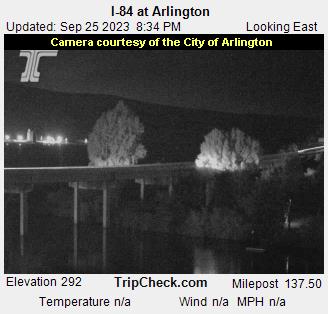 I-84 at Arlington
Updated: Sep 25 2023 8:34 PM Looking East
Camera courtesy of the City of Arlington
Elevation 292 TripCheck.com Milepost 137.50
Temperature n/a Wind n/a MPH n/a